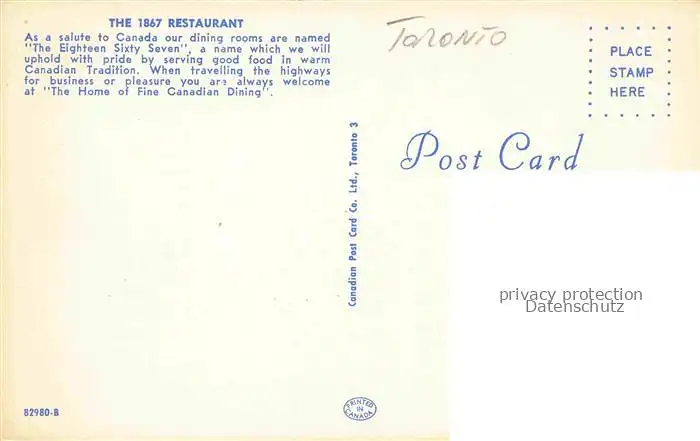 THE 1867 RESTAURANT
As a salute to Canada our dining rooms are named
"The Eighteen Sixty Seven", a name which we will
uphold with pride by serving good food in warm
Canadian Tradition. When travelling the highways
for business or pleasure you are always welcome
at "The Home of Fine Canadian Dining".
Toronto
PLACE
STAMP
HERE
Post Card
Canadian Post Card Co. Ltd., Toronto 3
privacy protection
Datenschutz
82980-B
PRINTED
IN
CANADA